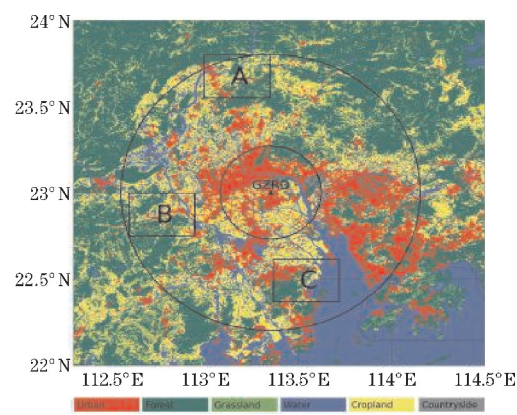 24°N
A
23.5°N
GZRD
23°N
B
22.5°N
C
22°N
112.5°E 113°E 113.5°E 114°E 114.5°E
Urban Forest Grassland Water Cropland Countryside